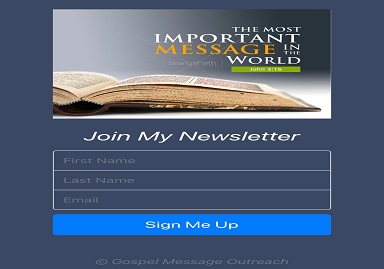 THE MOST
IMPORTANT
MESSAGE IN
THE
WORLD
John 3:16
Join My Newsletter
First Name
Last Name
Email
Sign Me Up
© Gospel Message Outreach